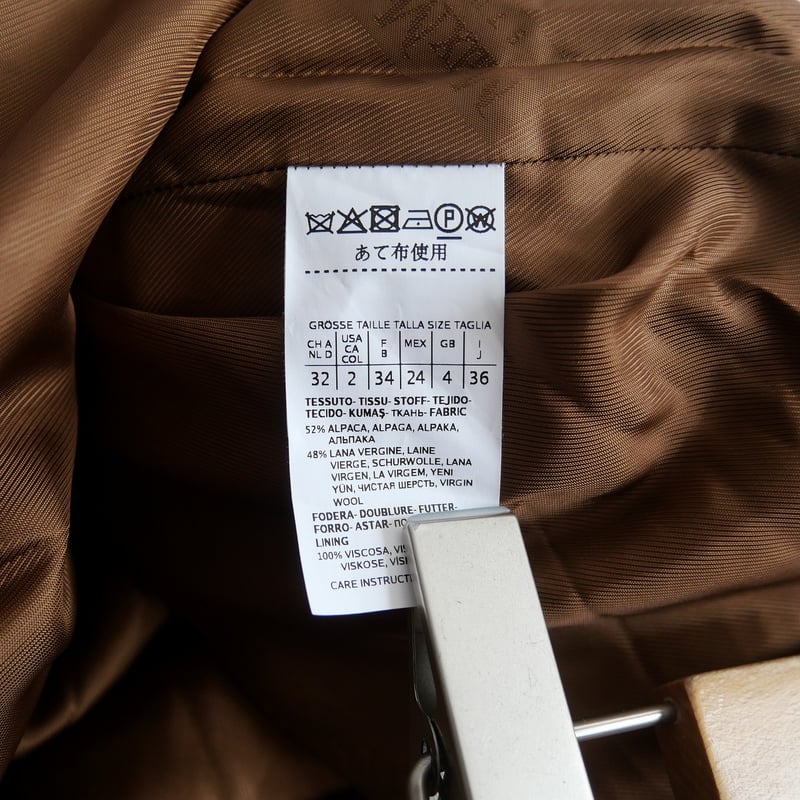 P W
あて布使用
GRÖSSE TAILLE TALLA SIZE TAGLIA
CH A NL D USA CA COL F B MEX GB I J
32 2 34 24 4 36
TESSUTO- TISSU- STOFF- TEJIDO-
TECIDO- KUMAŞ- ТКАНЬ- FABRIC
52% ALPACA, ALPAGA, ALPAKA,
АЛЬПАКА
48% LANA VERGINE, LAINE
VIERGE, SCHURWOLLE, LANA
VIRGEN, LA VIRGEM, YENI
YÜN, ЧИСТАЯ ШЕРСТЬ, VIRGIN
WOOL
FODERA- DOUBLURE- FUTTER-
FORRO- ASTAR-
LINING
100% VISCOSA,
VISKOSE,
CARE